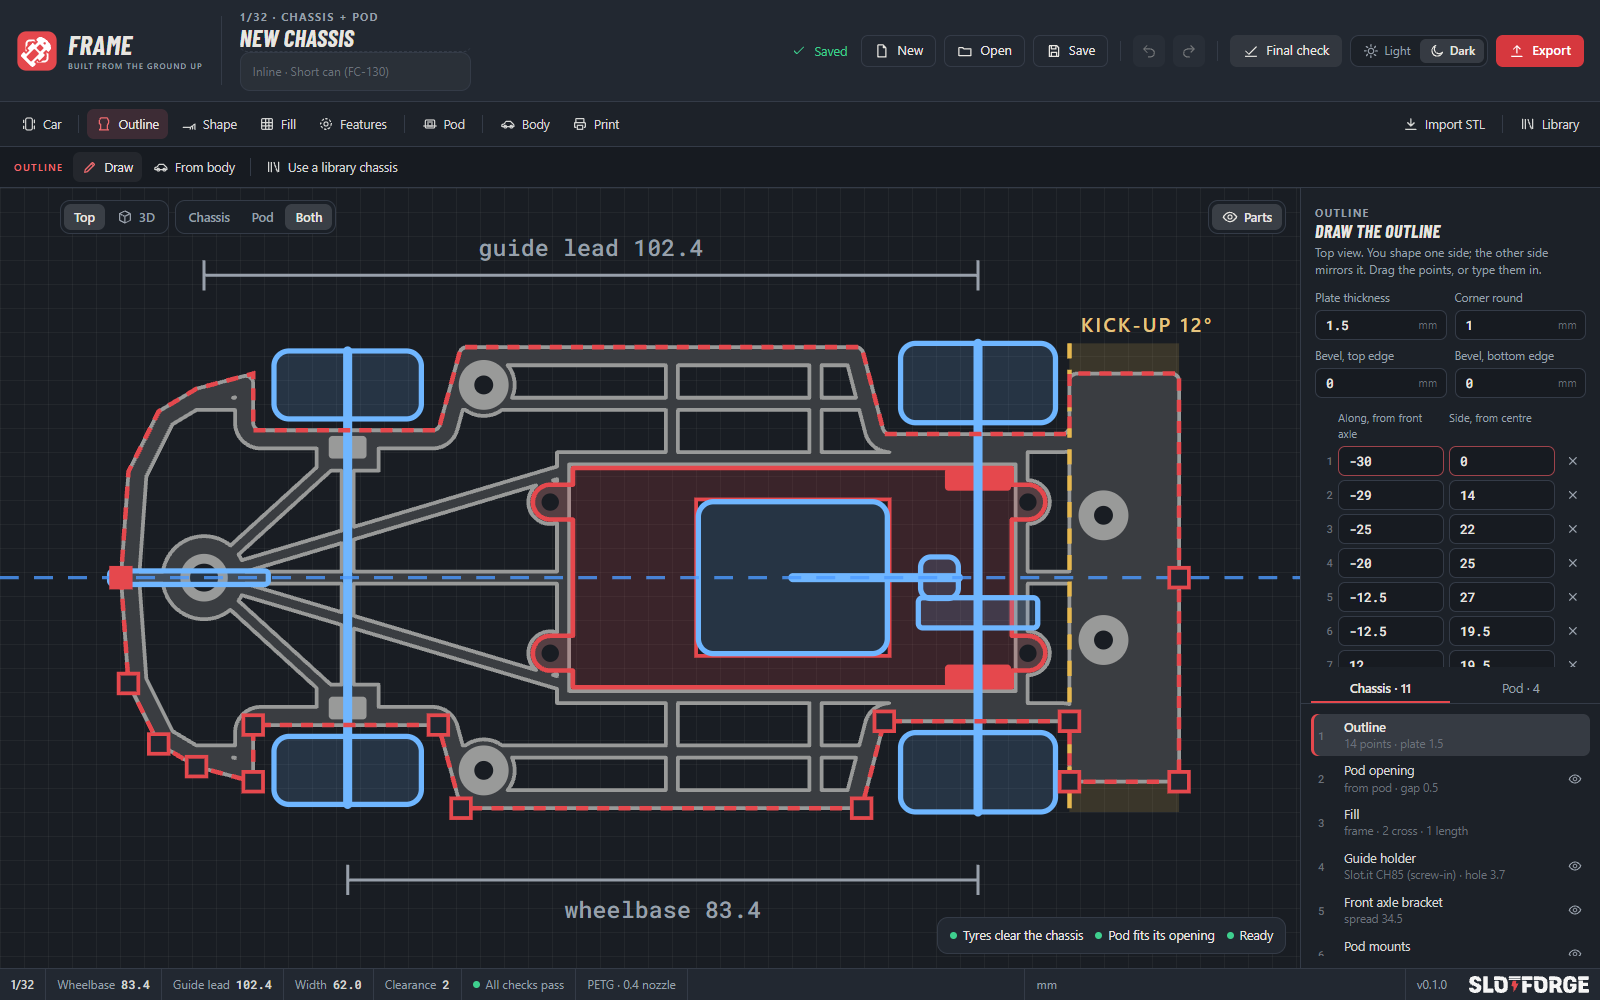 FRAME
BUILT FROM THE GROUND UP
1/32 · CHASSIS + POD
NEW CHASSIS
Inline · Short can (FC-130)
Saved
New
Open
Save
Final check
Light
Dark
Export
Car
Outline
Shape
Fill
Features
Pod
Body
Print
Import STL
Library
OUTLINE
Draw
From body
Use a library chassis
Top
3D
Chassis
Pod
Both
Parts
guide lead 102.4
KICK-UP 12°
wheelbase 83.4
Tyres clear the chassis
Pod fits its opening
Ready
OUTLINE
DRAW THE OUTLINE
Top view. You shape one side; the other side
mirrors it. Drag the points, or type them in.
Plate thickness
Corner round
1.5 mm
1 mm
Bevel, top edge
Bevel, bottom edge
0 mm
0 mm
Along, from front
axle
Side, from centre
1 -30 0
2 -29 14
3 -25 22
4 -20 25
5 -12.5 27
6 -12.5 19.5
7 12 19.5
Chassis · 11
Pod · 4
1 Outline
14 points · plate 1.5
2 Pod opening
from pod · gap 0.5
3 Fill
frame · 2 cross · 1 length
4 Guide holder
Slot.it CH85 (screw-in) · hole 3.7
5 Front axle bracket
spread 34.5
6 Pod mounts
1/32
Wheelbase 83.4
Guide lead 102.4
Width 62.0
Clearance 2
All checks pass
PETG · 0.4 nozzle
mm
v0.1.0
SLOTFORGE